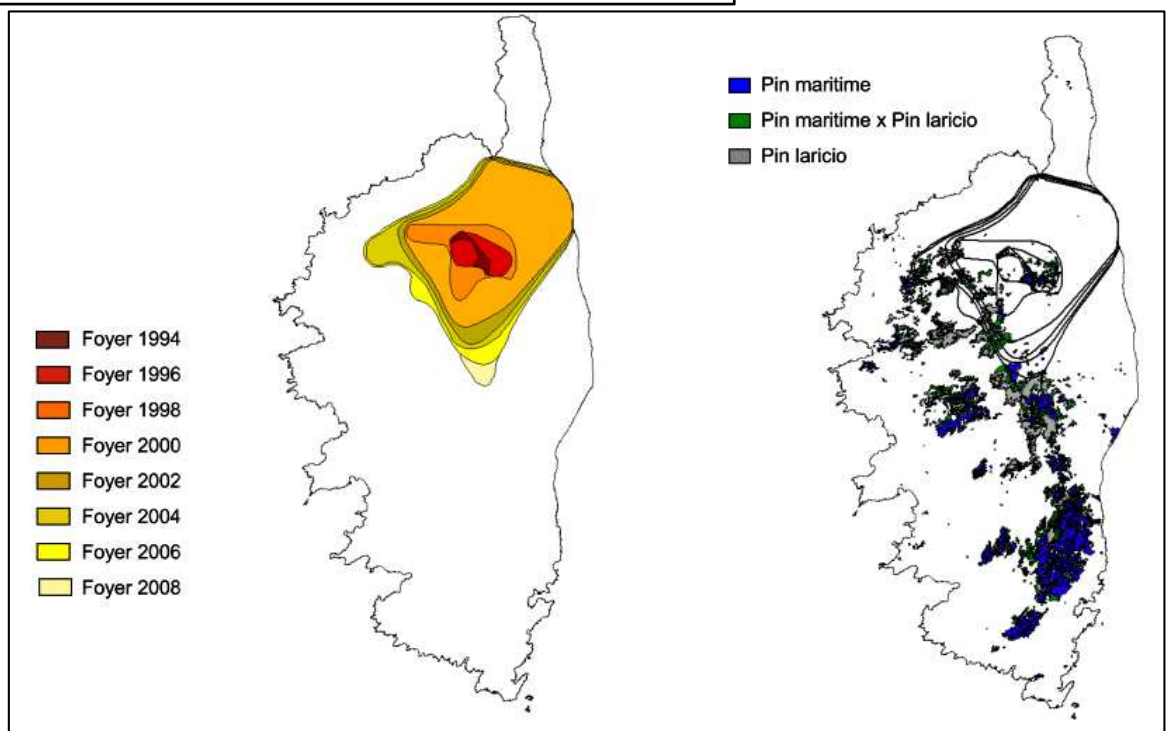 Pin maritime
Pin maritime x Pin laricio
Pin laricio
Foyer 1994
Foyer 1996
Foyer 1998
Foyer 2000
Foyer 2002
Foyer 2004
Foyer 2006
Foyer 2008